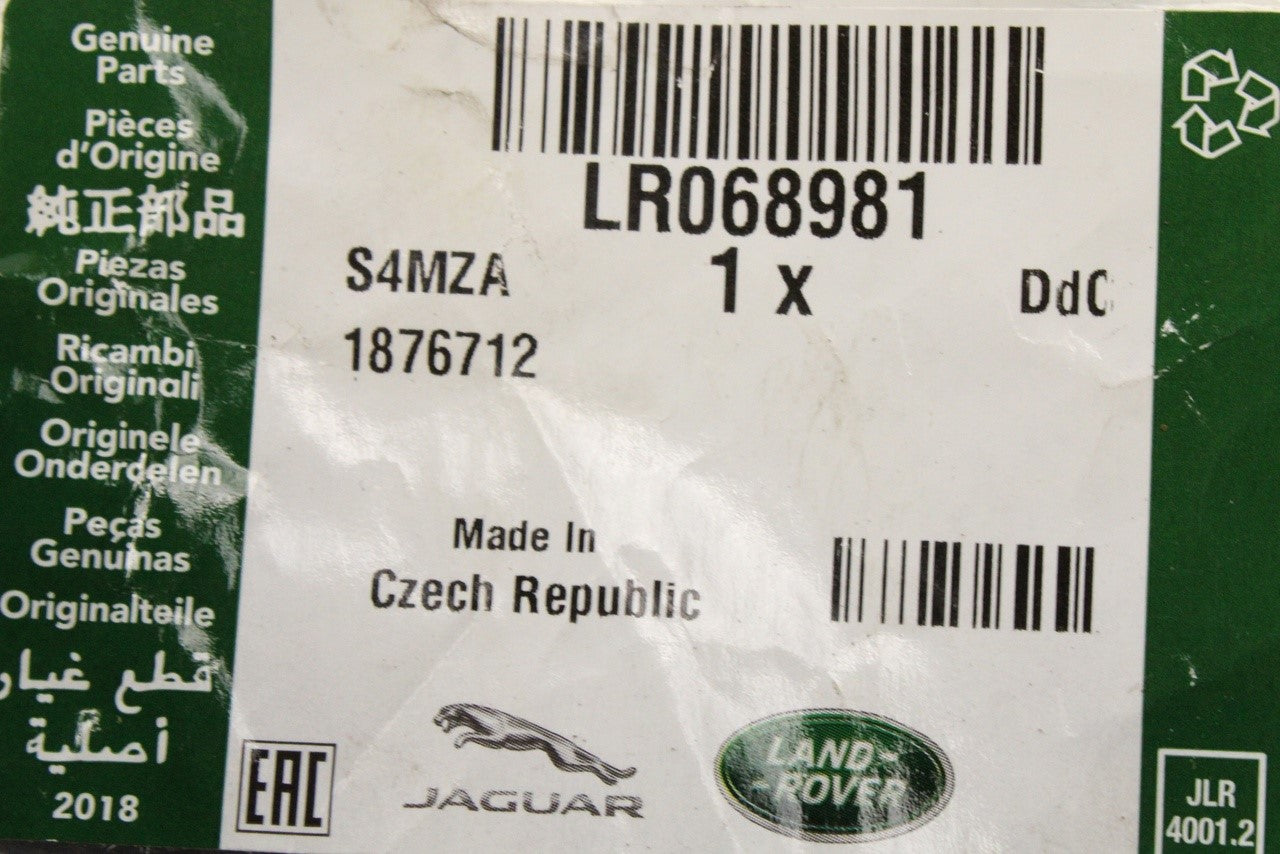 Genuine
Parts
Pièces
d'Origine
純正部品
Piezas
Originales
Ricambi
Originali
Originele
Onderdelen
Peças
Genuinas
Originalteile
قطع غيار
أصلية
2018
LR068981
S4MZA
1 x
DdC
1876712
Made In
Czech Republic
EAC
JAGUAR
LAND-
-ROVER
JLR
4001.2